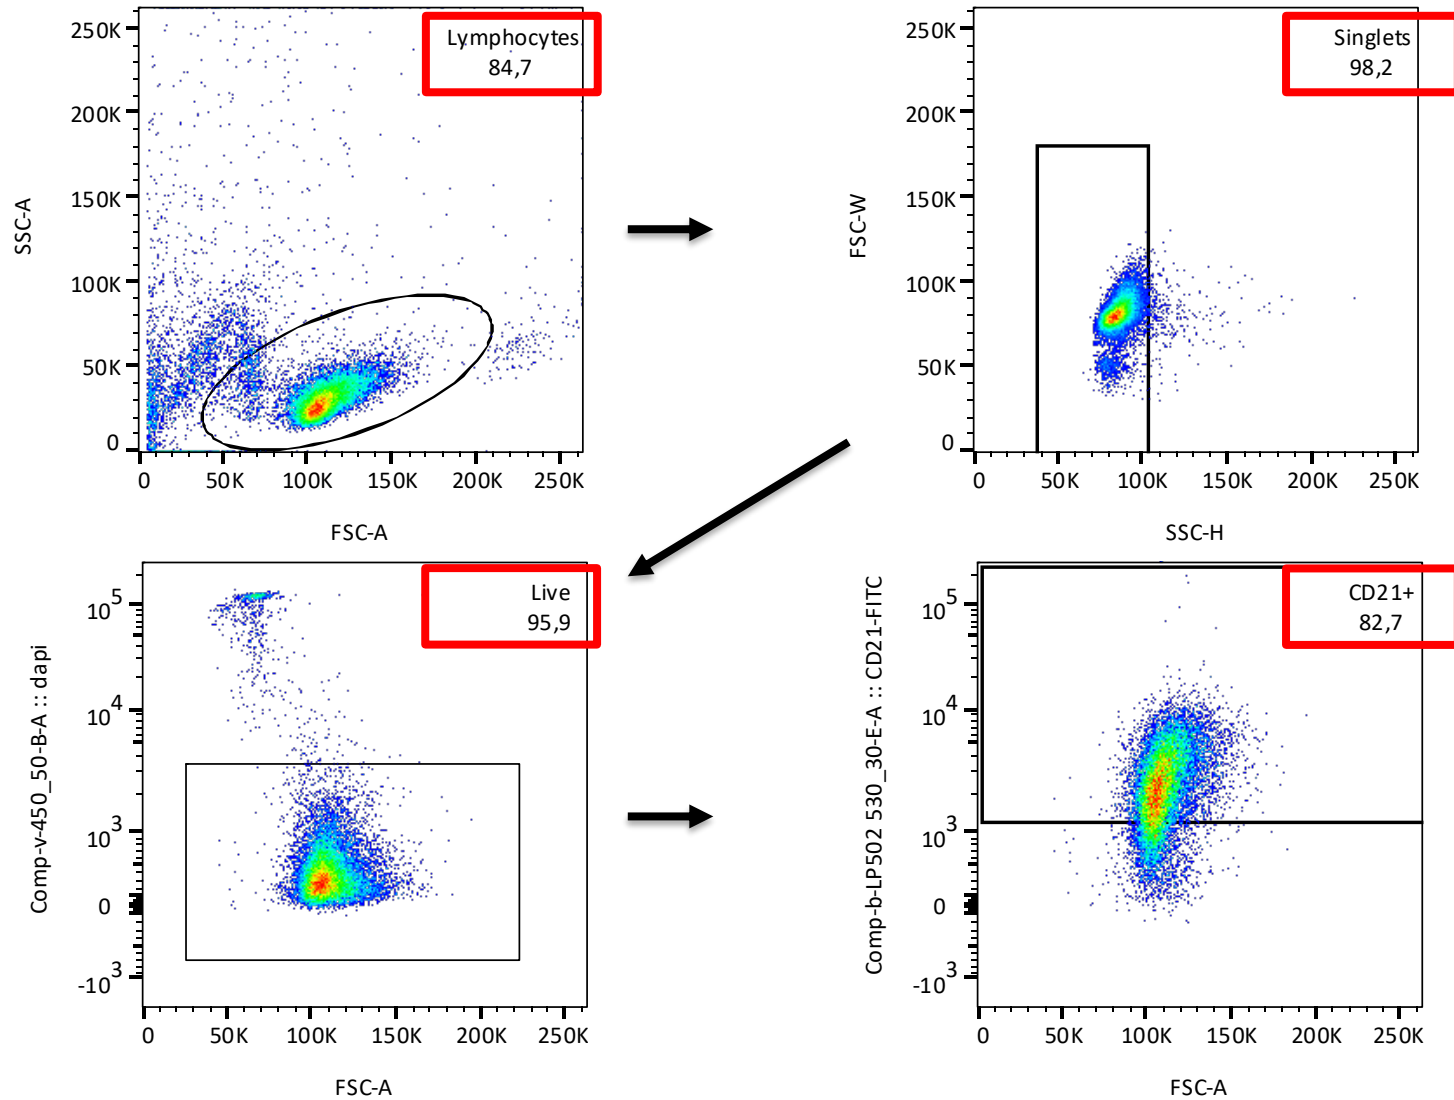 Lymphocytes
84,7
250K
200K
150K
100K
50K
0
SSC-A
0 50K 100K 150K 200K 250K
FSC-A
Singlets
98,2
250K
200K
150K
100K
50K
0
FSC-W
0 50K 100K 150K 200K 250K
SSC-H
Live
95,9
10^5
10^4
10^3
0
-10^3
Comp-v-450_50-B-A :: dapi
0 50K 100K 150K 200K 250K
FSC-A
CD21+
82,7
10^5
10^4
10^3
0
-10^3
Comp-b-LP502 530_30-E-A :: CD21-FITC
0 50K 100K 150K 200K 250K
FSC-A